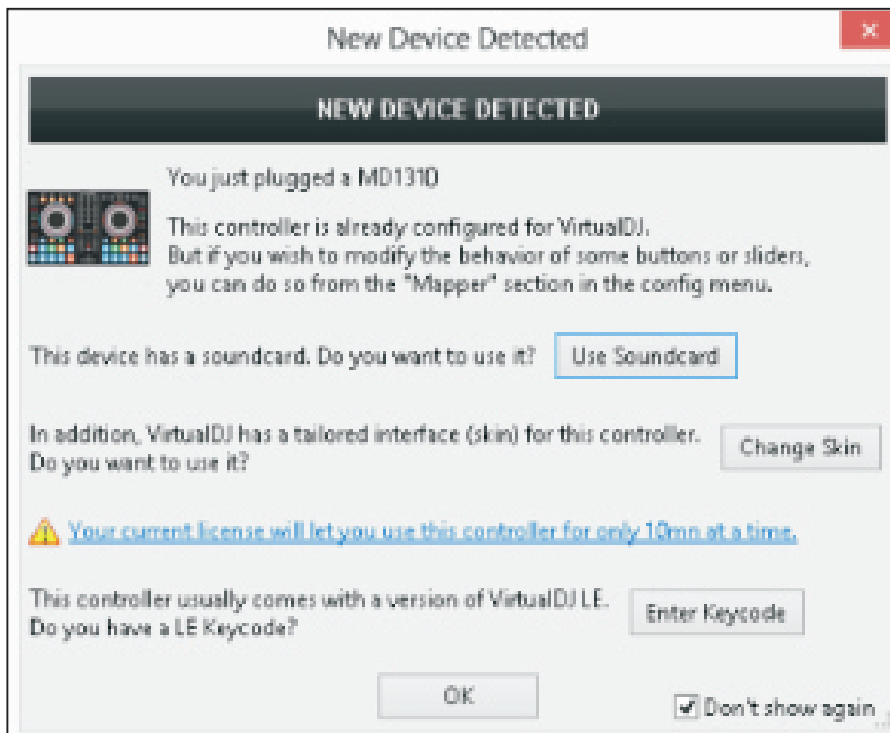 New Device Detected
NEW DEVICE DETECTED
You just plugged a MD1310
This controller is already configured for VirtualDJ.
But if you wish to modify the behavior of some buttons or sliders,
you can do so from the "Mapper" section in the config menu.
This device has a soundcard. Do you want to use it?
Use Soundcard
In addition, VirtualDJ has a tailored interface (skin) for this controller.
Do you want to use it?
Change Skin
Your current license will let you use this controller for only 10mn at a time.
This controller usually comes with a version of VirtualDJ LE.
Do you have a LE Keycode?
Enter Keycode
OK
Don't show again